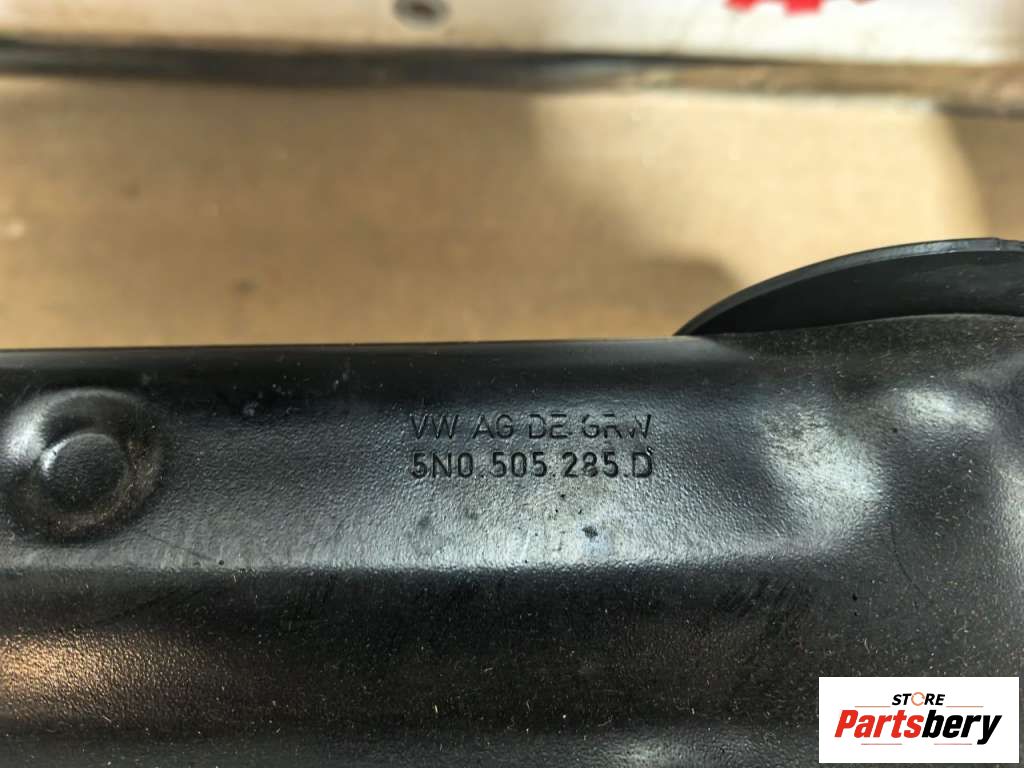 VW AG DE GRW
5N0.505.285.D
STORE
Partsbery